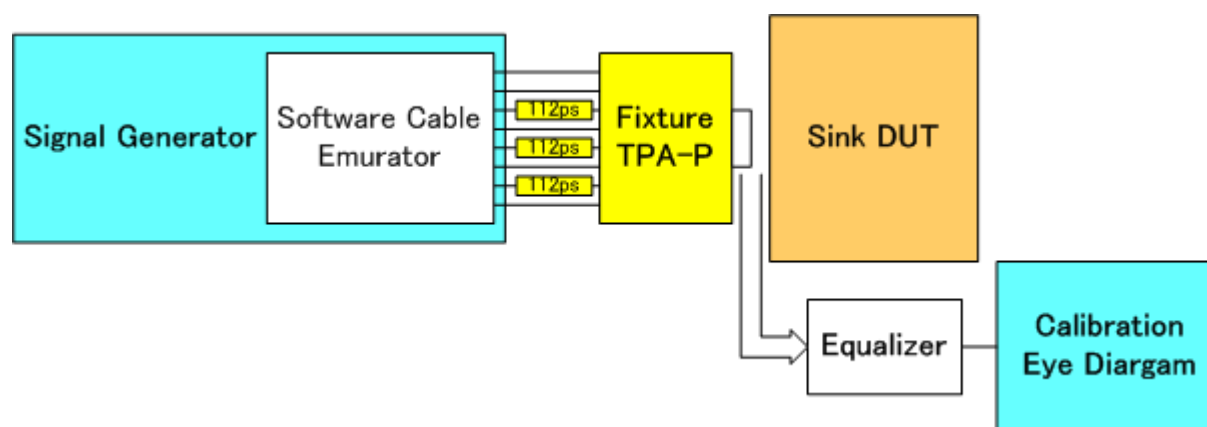 Signal Generator
Software Cable
Emurator
112ps
112ps
112ps
Fixture
TPA-P
Sink DUT
Equalizer
Calibration
Eye Diargam